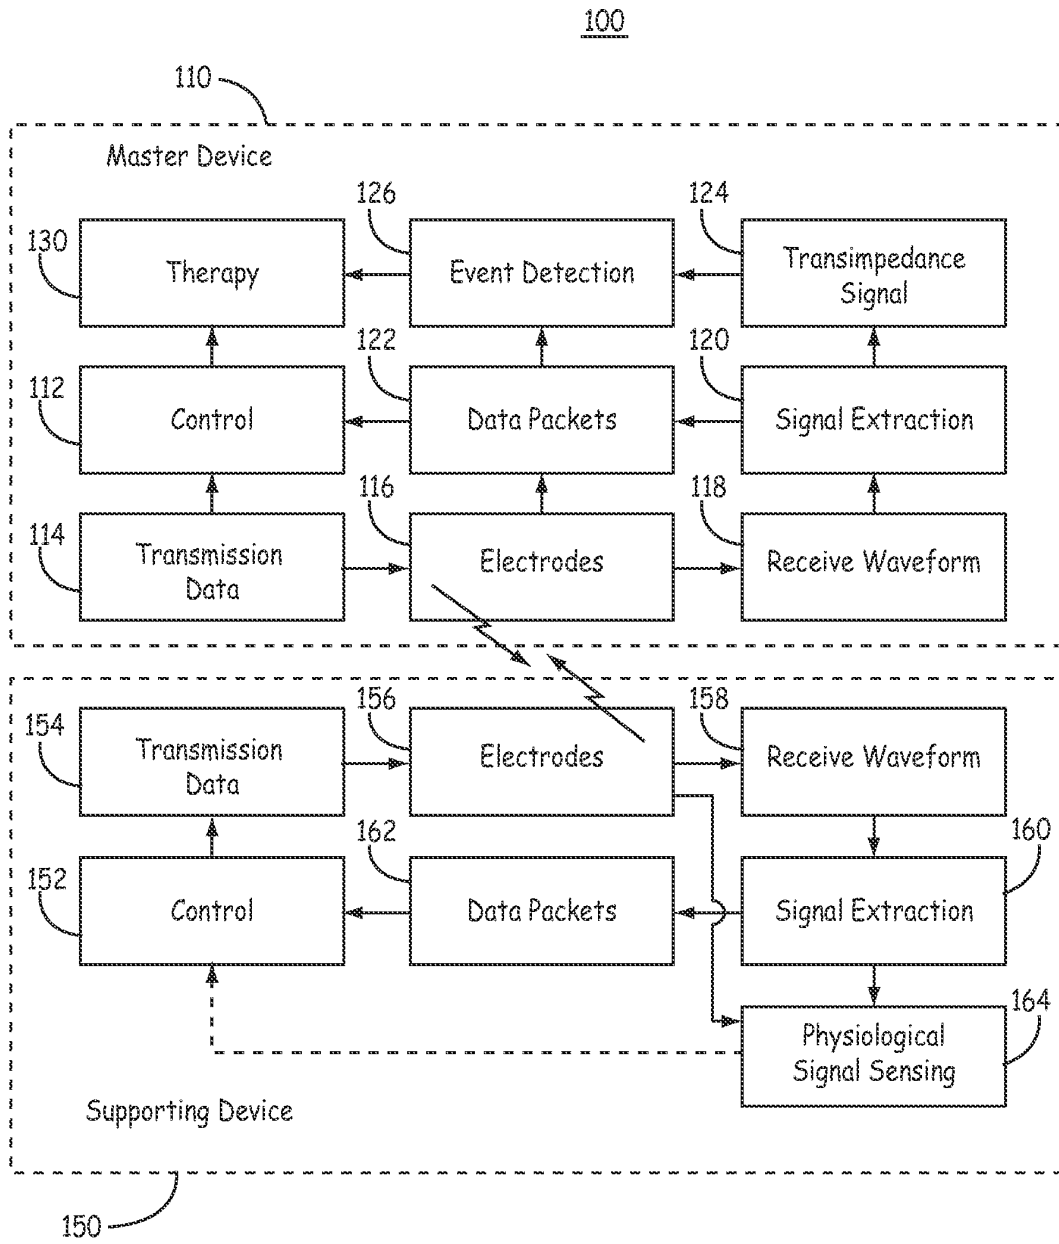 100
110
Master Device
126
124
130
Therapy
Event Detection
Transimpedance
Signal
122
120
112
Control
Data Packets
Signal Extraction
116
118
114
Transmission
Data
Electrodes
Receive Waveform
156
158
154
Transmission
Data
Electrodes
Receive Waveform
162
160
152
Control
Data Packets
Signal Extraction
164
Physiological
Signal Sensing
Supporting Device
150